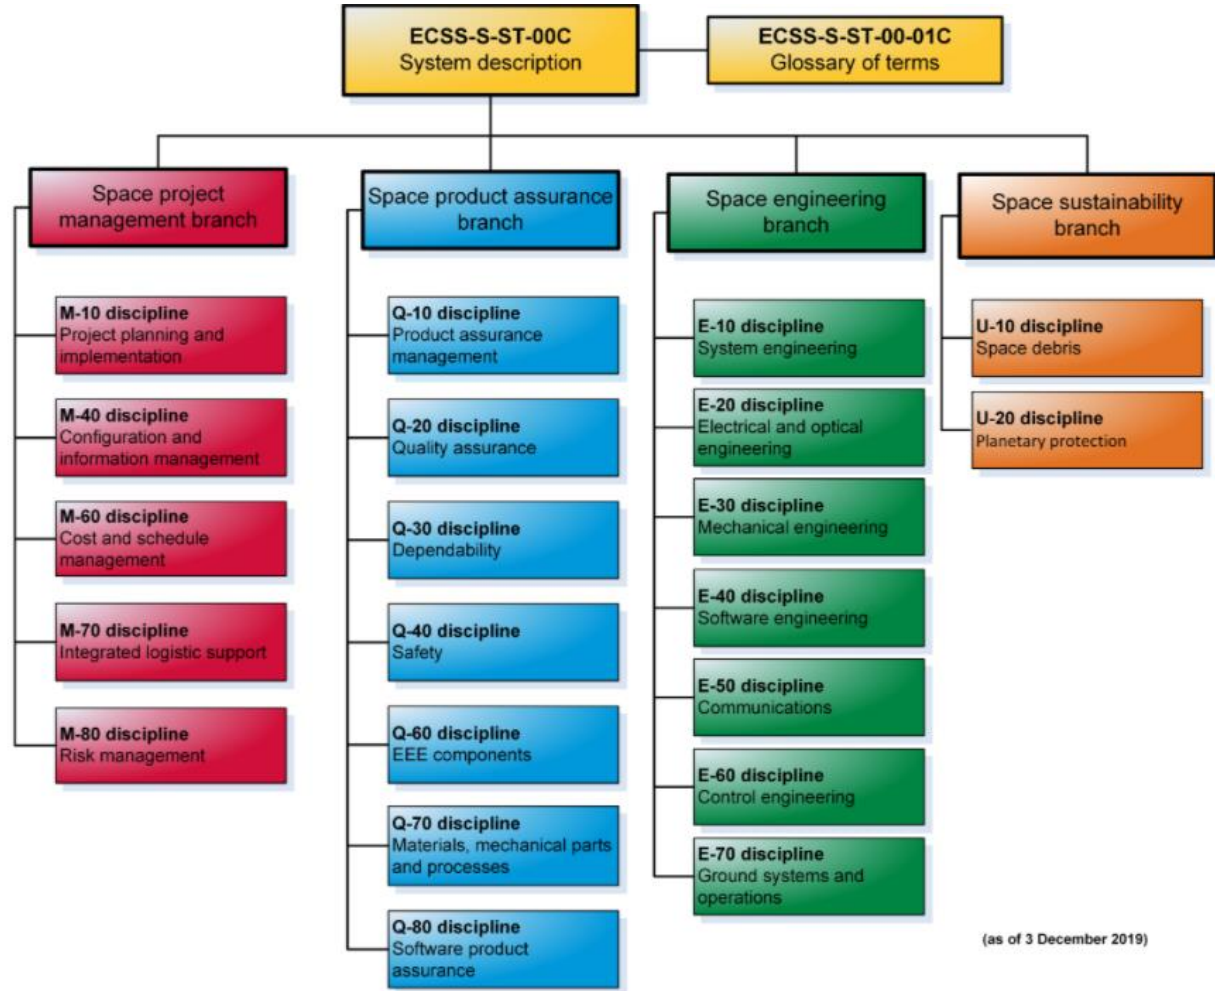 ECSS-S-ST-00C
System description
ECSS-S-ST-00-01C
Glossary of terms
Space project
management branch
M-10 discipline
Project planning and
implementation
M-40 discipline
Configuration and
information management
M-60 discipline
Cost and schedule
management
M-70 discipline
Integrated logistic support
M-80 discipline
Risk management
Space product assurance
branch
Q-10 discipline
Product assurance
management
Q-20 discipline
Quality assurance
Q-30 discipline
Dependability
Q-40 discipline
Safety
Q-60 discipline
EEE components
Q-70 discipline
Materials, mechanical parts
and processes
Q-80 discipline
Software product
assurance
Space engineering
branch
E-10 discipline
System engineering
E-20 discipline
Electrical and optical
engineering
E-30 discipline
Mechanical engineering
E-40 discipline
Software engineering
E-50 discipline
Communications
E-60 discipline
Control engineering
E-70 discipline
Ground systems and
operations
Space sustainability
branch
U-10 discipline
Space debris
U-20 discipline
Planetary protection
(as of 3 December 2019)